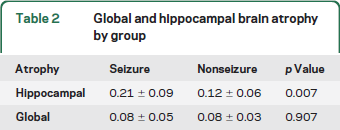 Table 2 Global and hippocampal brain atrophy
by group
Atrophy Seizure Nonseizure p Value
Hippocampal 0.21 ± 0.09 0.12 ± 0.06 0.007
Global 0.08 ± 0.05 0.08 ± 0.03 0.907